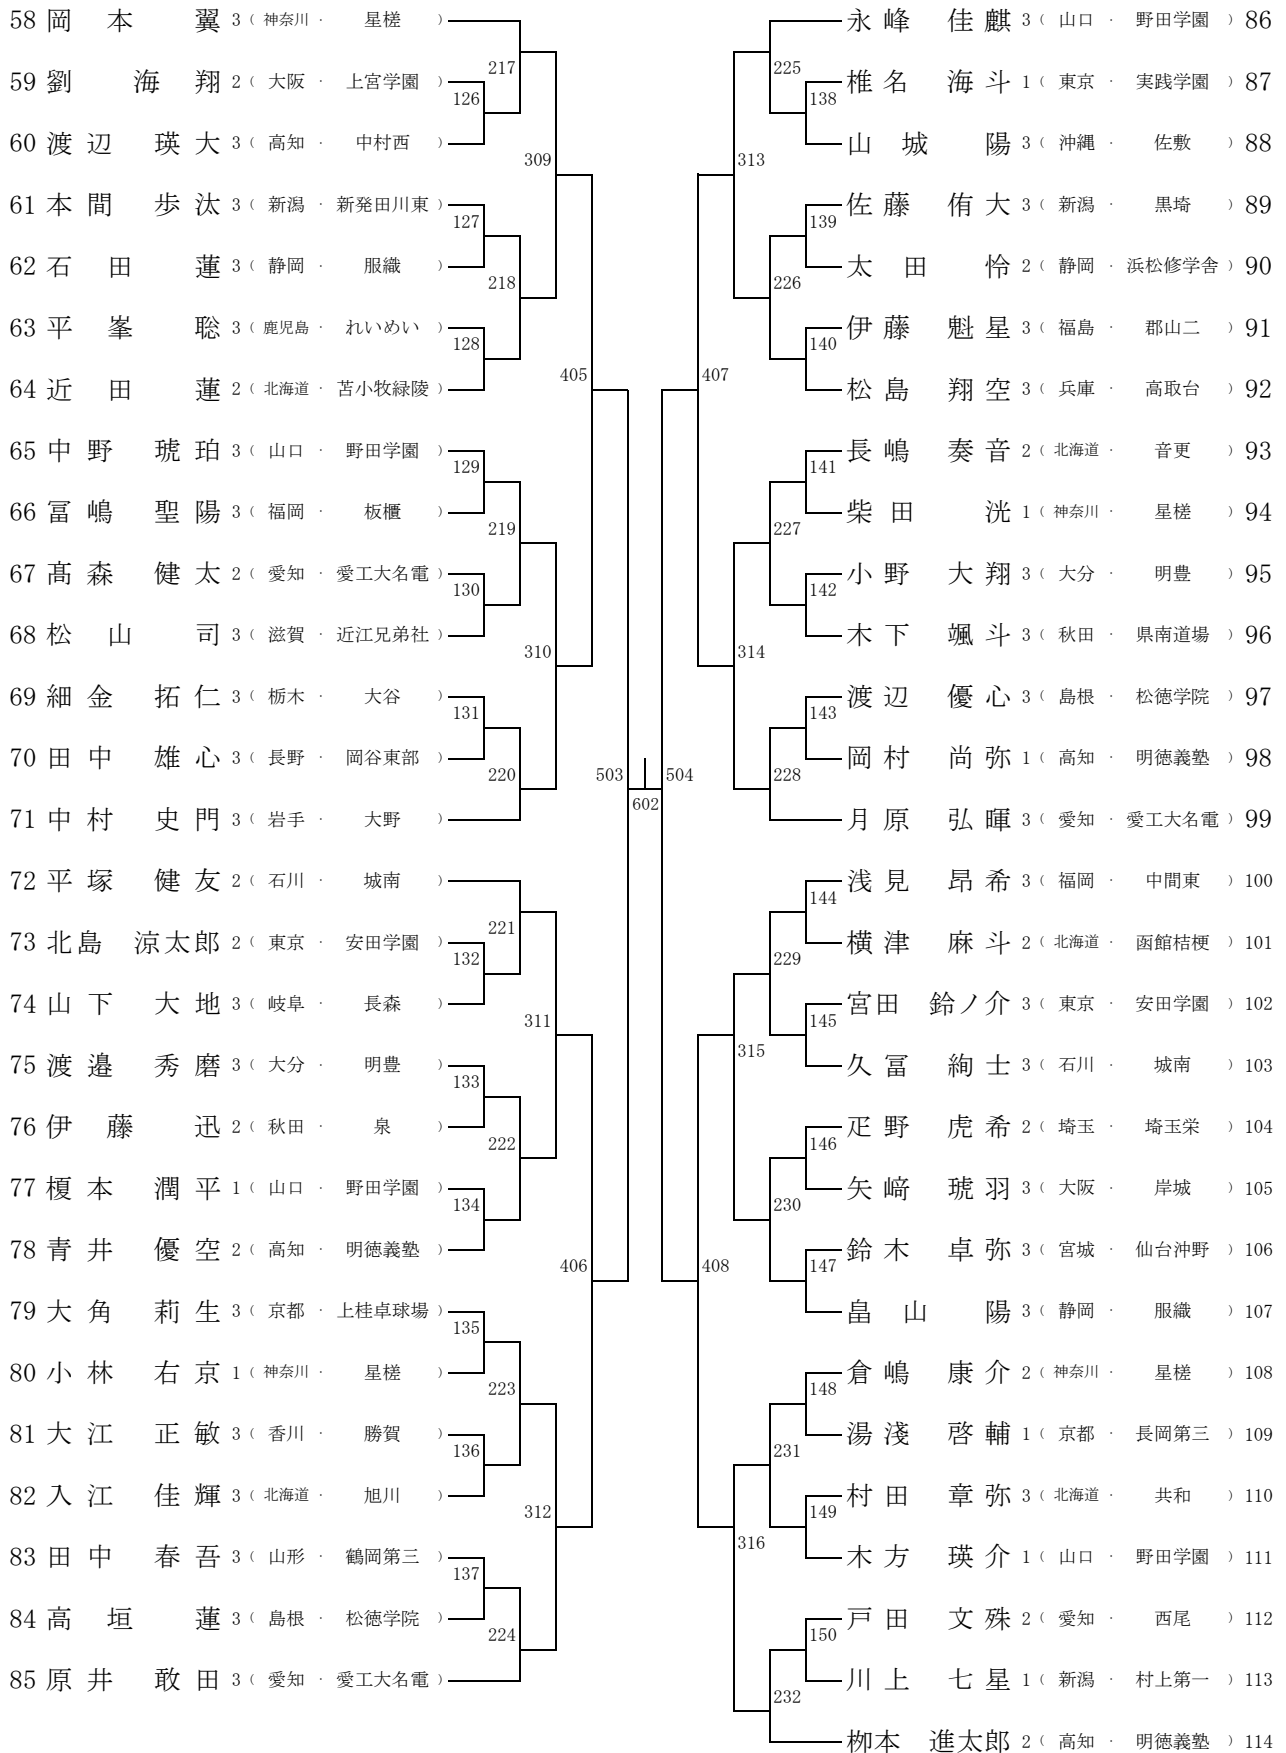 58 岡本 翼 3 ( 神奈川 ・ 星槎 )
217
59 劉 海翔 2 ( 大阪 ・ 上宮学園 )
126
60 渡辺 瑛大 3 ( 高知 ・ 中村西 )
309
61 本間 歩汰 3 ( 新潟 ・ 新発田川東 )
127
62 石田 蓮 3 ( 静岡 ・ 服織 )
218
63 平峯 聡 3 ( 鹿児島 ・ れいめい )
128
64 近田 蓮 2 ( 北海道 ・ 苫小牧緑陵 )
405
65 中野 琥珀 3 ( 山口 ・ 野田学園 )
129
66 冨嶋 聖陽 3 ( 福岡 ・ 板櫃 )
219
67 髙森 健太 2 ( 愛知 ・ 愛工大名電 )
130
68 松山 司 3 ( 滋賀 ・ 近江兄弟社 )
310
69 細金 拓仁 3 ( 栃木 ・ 大谷 )
131
70 田中 雄心 3 ( 長野 ・ 岡谷東部 )
220
71 中村 史門 3 ( 岩手 ・ 大野 )
503
602
504
72 平塚 健友 2 ( 石川 ・ 城南 )
221
73 北島 涼太郎 2 ( 東京 ・ 安田学園 )
132
74 山下 大地 3 ( 岐阜 ・ 長森 )
311
75 渡邉 秀磨 3 ( 大分 ・ 明豊 )
133
76 伊藤 迅 2 ( 秋田 ・ 泉 )
222
77 榎本 潤平 1 ( 山口 ・ 野田学園 )
134
78 青井 優空 2 ( 高知 ・ 明徳義塾 )
406
79 大角 莉生 3 ( 京都 ・ 上桂卓球場 )
135
80 小林 右京 1 ( 神奈川 ・ 星槎 )
223
81 大江 正敏 3 ( 香川 ・ 勝賀 )
136
82 入江 佳輝 3 ( 北海道 ・ 旭川 )
312
83 田中 春吾 3 ( 山形 ・ 鶴岡第三 )
137
84 高垣 蓮 3 ( 島根 ・ 松徳学院 )
224
85 原井 敢田 3 ( 愛知 ・ 愛工大名電 )
永峰 佳麒 3 ( 山口 ・ 野田学園 ) 86
225
椎名 海斗 1 ( 東京 ・ 実践学園 ) 87
138
山城 陽 3 ( 沖縄 ・ 佐敷 ) 88
313
佐藤 侑大 3 ( 新潟 ・ 黒埼 ) 89
139
太田 怜 2 ( 静岡 ・ 浜松修学舎 ) 90
226
伊藤 魁星 3 ( 福島 ・ 郡山二 ) 91
140
松島 翔空 3 ( 兵庫 ・ 高取台 ) 92
407
長嶋 奏音 2 ( 北海道 ・ 音更 ) 93
141
柴田 洸 1 ( 神奈川 ・ 星槎 ) 94
227
小野 大翔 3 ( 大分 ・ 明豊 ) 95
142
木下 颯斗 3 ( 秋田 ・ 県南道場 ) 96
314
渡辺 優心 3 ( 島根 ・ 松徳学院 ) 97
143
岡村 尚弥 1 ( 高知 ・ 明徳義塾 ) 98
228
月原 弘暉 3 ( 愛知 ・ 愛工大名電 ) 99
浅見 昂希 3 ( 福岡 ・ 中間東 ) 100
144
横津 麻斗 2 ( 北海道 ・ 函館桔梗 ) 101
229
宮田 鈴ノ介 3 ( 東京 ・ 安田学園 ) 102
145
315
久冨 絢士 3 ( 石川 ・ 城南 ) 103
疋野 虎希 2 ( 埼玉 ・ 埼玉栄 ) 104
146
矢﨑 琥羽 3 ( 大阪 ・ 岸城 ) 105
230
鈴木 卓弥 3 ( 宮城 ・ 仙台沖野 ) 106
147
408
畠山 陽 3 ( 静岡 ・ 服織 ) 107
倉嶋 康介 2 ( 神奈川 ・ 星槎 ) 108
148
湯淺 啓輔 1 ( 京都 ・ 長岡第三 ) 109
231
村田 章弥 3 ( 北海道 ・ 共和 ) 110
149
316
木方 瑛介 1 ( 山口 ・ 野田学園 ) 111
戸田 文殊 2 ( 愛知 ・ 西尾 ) 112
150
川上 七星 1 ( 新潟 ・ 村上第一 ) 113
232
栁本 進太郎 2 ( 高知 ・ 明徳義塾 ) 114